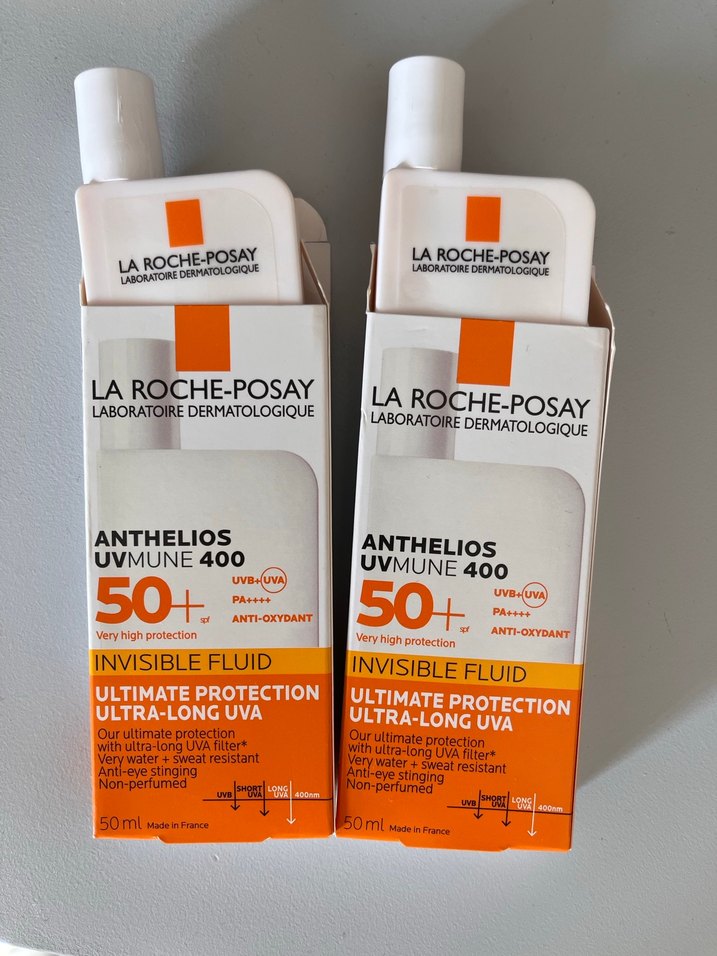 LA ROCHE-POSAY
LABORATOIRE DERMATOLOGIQUE
LA ROCHE-POSAY
LABORATOIRE DERMATOLOGIQUE
ANTHELIOS
UVMUNE 400
50+ spf
UVB+UVA
PA++++
ANTI-OXYDANT
Very high protection
INVISIBLE FLUID
ULTIMATE PROTECTION
ULTRA-LONG UVA
Our ultimate protection
with ultra-long UVA filter*
Very water + sweat resistant
Anti-eye stinging
Non-perfumed
UVB
SHORT UVA
LONG UVA
400nm
50 ml Made in France
LA ROCHE-POSAY
LABORATOIRE DERMATOLOGIQUE
LA ROCHE-POSAY
LABORATOIRE DERMATOLOGIQUE
ANTHELIOS
UVMUNE 400
50+ spf
UVB+UVA
PA++++
ANTI-OXYDANT
Very high protection
INVISIBLE FLUID
ULTIMATE PROTECTION
ULTRA-LONG UVA
Our ultimate protection
with ultra-long UVA filter*
Very water + sweat resistant
Anti-eye stinging
Non-perfumed
UVB
SHORT UVA
LONG UVA
400nm
50 ml Made in France